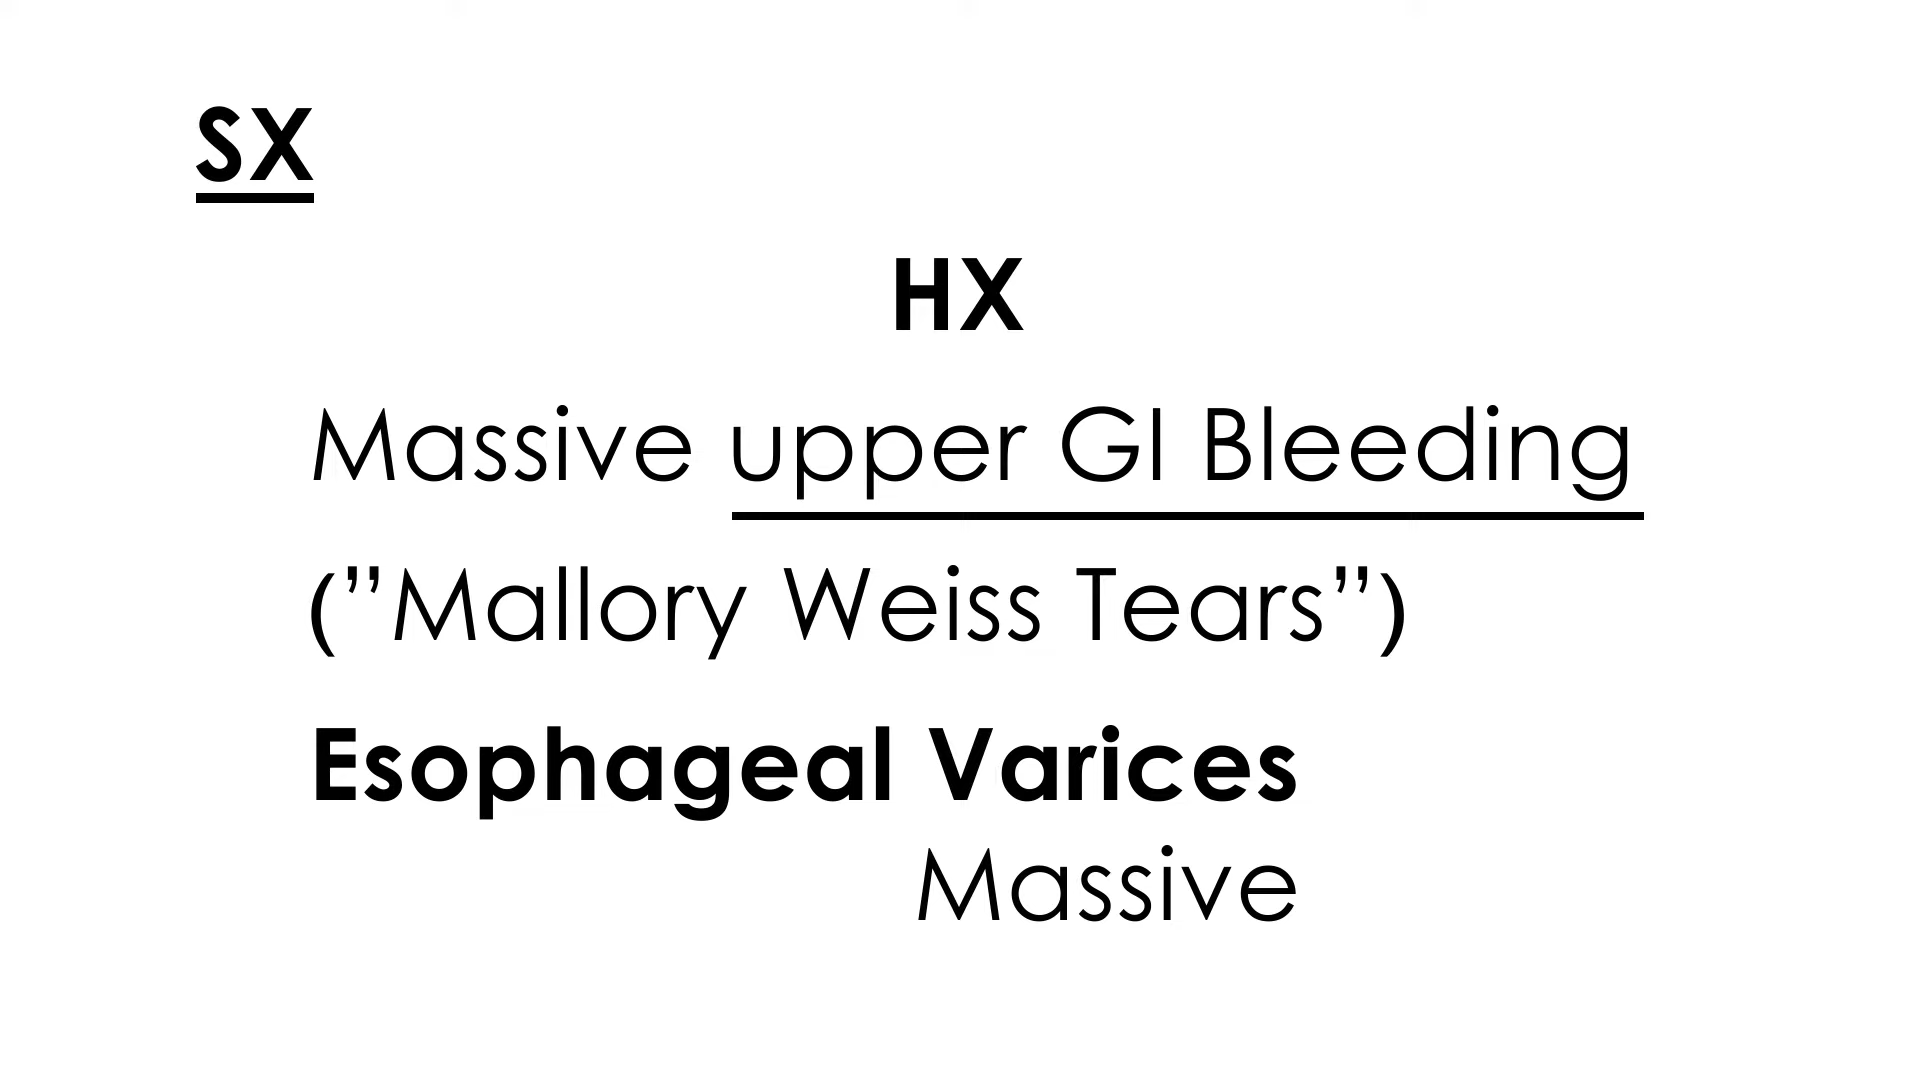 SX
HX
Massive upper GI Bleeding
(”Mallory Weiss Tears”)
Esophageal Varices
Massive